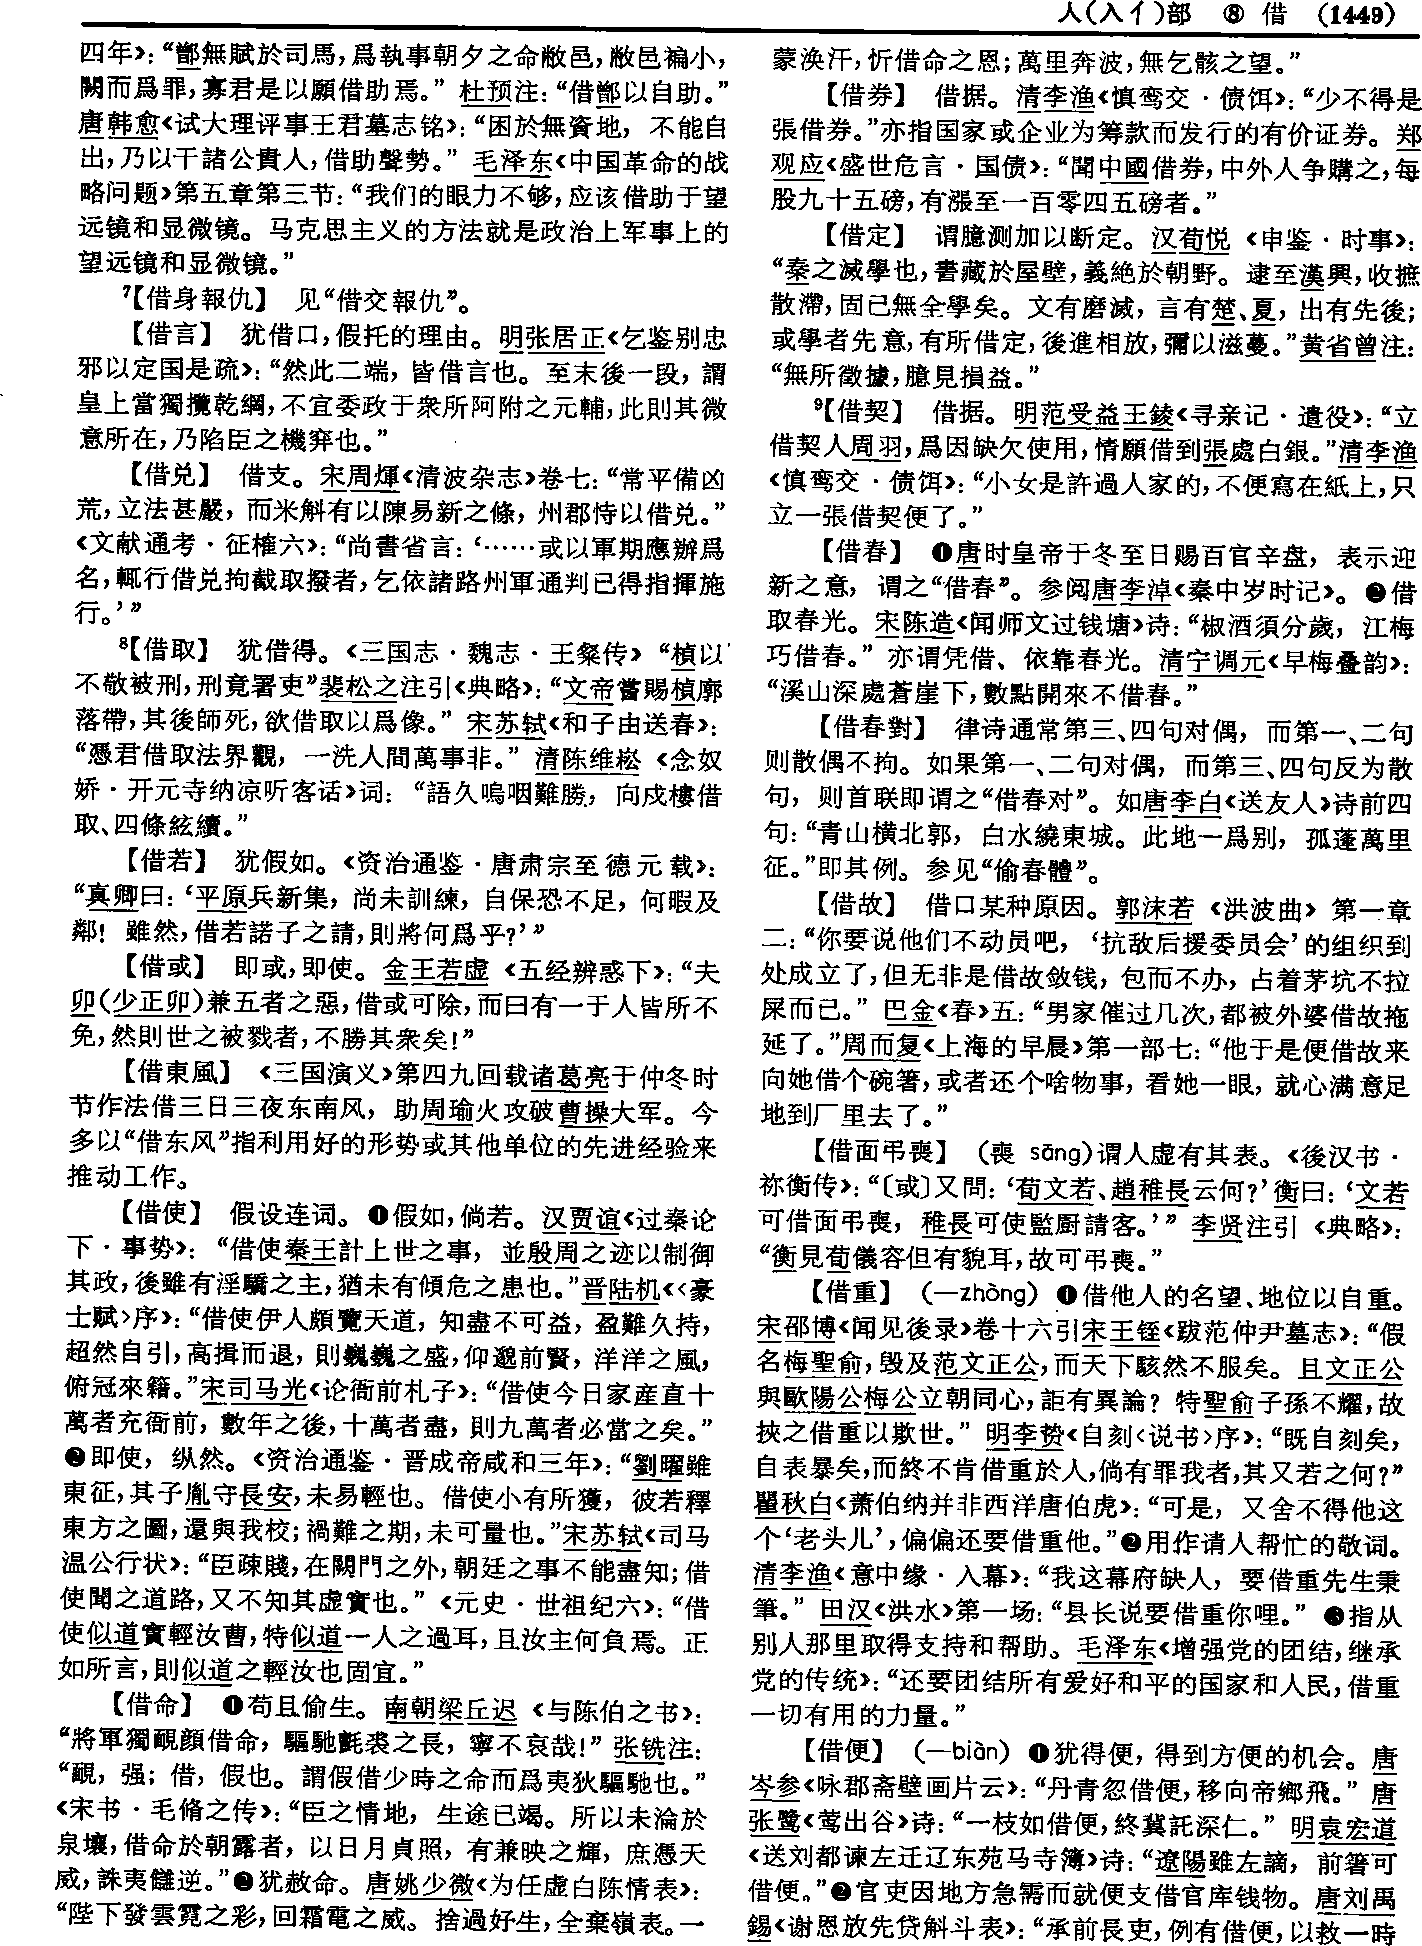 人(入亻)部 ⑧ 借 (1449)
四年》：“鄫無賦於司馬，爲執事朝夕之命敝邑，敝邑褊小，
闕而爲罪，寡君是以願借助焉。” 杜预注：“借鄫以自助。”
唐韩愈《试大理评事王君墓志铭》：“困於無資地，不能自
出，乃以干諸公貴人，借助聲勢。” 毛泽东《中国革命的战
略问题》第五章第三节：“我们的眼力不够，应该借助于望
远镜和显微镜。马克思主义的方法就是政治上军事上的
望远镜和显微镜。”
⁷【借身報仇】 见“借交報仇”。
【借言】 犹借口，假托的理由。明张居正《乞鉴别忠
邪以定国是疏》：“然此二端，皆借言也。至末後一段，謂
皇上當獨攬乾綱，不宜委政于衆所阿附之元輔，此則其微
意所在，乃陷臣之機穽也。”
【借兑】 借支。宋周煇《清波杂志》卷七：“常平備凶
荒，立法甚嚴，而米斛有以陳易新之條，州郡恃以借兑。”
《文献通考·征榷六》：“尚書省言：‘……或以軍期應辦爲
名，輒行借兑拘截取撥者，乞依諸路州軍通判已得指揮施
行。’”
⁸【借取】 犹借得。《三国志·魏志·王粲传》“楨以
不敬被刑，刑竟署吏”裴松之注引《典略》：“文帝嘗賜楨廓
落帶，其後師死，欲借取以爲像。” 宋苏轼《和子由送春》：
“憑君借取法界觀，一洗人間萬事非。” 清陈维崧《念奴
娇·开元寺纳凉听客话》词：“語久嗚咽難勝，向戍樓借
取、四條絃續。”
【借若】 犹假如。《资治通鉴·唐肃宗至德元载》：
“真卿曰：‘平原兵新集，尚未訓練，自保恐不足，何暇及
鄰！雖然，借若諾子之請，則將何爲乎？’”
【借或】 即或，即使。金王若虚《五经辨惑下》：“夫
卯(少正卯)兼五者之惡，借或可除，而曰有一于人皆所不
免，然則世之被戮者，不勝其衆矣！”
【借東風】 《三国演义》第四九回载诸葛亮于仲冬时
节作法借三日三夜东南风，助周瑜火攻破曹操大军。今
多以“借东风”指利用好的形势或其他单位的先进经验来
推动工作。
【借使】 假设连词。❶假如，倘若。汉贾谊《过秦论
下·事势》：“借使秦王計上世之事，並殷周之迹以制御
其政，後雖有淫驕之主，猶未有傾危之患也。”晋陆机《〈豪
士赋〉序》：“借使伊人頗覽天道，知盡不可益，盈難久持，
超然自引，高揖而退，則巍巍之盛，仰邈前賢，洋洋之風，
俯冠來籍。”宋司马光《论衙前札子》：“借使今日家産直十
萬者充衙前，數年之後，十萬者盡，則九萬者必當之矣。”
❷即使，纵然。《资治通鉴·晋成帝咸和三年》：“劉曜雖
東征，其子胤守長安，未易輕也。借使小有所獲，彼若釋
東方之圖，還與我校；禍難之期，未可量也。”宋苏轼《司马
温公行状》：“臣疎賤，在闕門之外，朝廷之事不能盡知；借
使聞之道路，又不知其虚實也。”《元史·世祖纪六》：“借
使似道實輕汝曹，特似道一人之過耳，且汝主何負焉。正
如所言，則似道之輕汝也固宜。”
【借命】 ❶苟且偷生。南朝梁丘迟《与陈伯之书》：
“將軍獨靦顔借命，驅馳氈裘之長，寧不哀哉！” 张铣注：
“靦，强；借，假也。謂假借少時之命而爲夷狄驅馳也。”
《宋书·毛脩之传》：“臣之情地，生途已竭。所以未淪於
泉壤，借命於朝露者，以日月貞照，有兼映之輝，庶憑天
威，誅夷讎逆。”❷犹赦命。唐姚少微《为任虚白陈情表》：
“陛下發雲霓之彩，回霜電之威。捨過好生，全棄嶺表。一
蒙涣汗，忻借命之恩；萬里奔波，無乞骸之望。”
【借券】 借据。清李渔《慎鸾交·债饵》：“少不得是
張借券。”亦指国家或企业为筹款而发行的有价证券。郑
观应《盛世危言·国债》：“聞中國借券，中外人争購之，每
股九十五磅，有漲至一百零四五磅者。”
【借定】 谓臆测加以断定。汉荀悦《申鉴·时事》：
“秦之滅學也，書藏於屋壁，義絶於朝野。逮至漢興，收摭
散滯，固已無全學矣。文有磨滅，言有楚、夏，出有先後；
或學者先意，有所借定，後進相放，彌以滋蔓。”黄省曾注：
“無所徵據，臆見損益。”
⁹【借契】 借据。明范受益王錂《寻亲记·遣役》：“立
借契人周羽，爲因缺欠使用，情願借到張處白銀。”清李渔
《慎鸾交·债饵》：“小女是許過人家的，不便寫在紙上，只
立一張借契便了。”
【借春】 ❶唐时皇帝于冬至日赐百官辛盘，表示迎
新之意，谓之“借春”。参阅唐李淖《秦中岁时记》。❷借
取春光。宋陈造《闻师文过钱塘》诗：“椒酒須分歲，江梅
巧借春。” 亦谓凭借、依靠春光。清宁调元《早梅叠韵》：
“溪山深處蒼崖下，數點開來不借春。”
【借春對】 律诗通常第三、四句对偶，而第一、二句
则散偶不拘。如果第一、二句对偶，而第三、四句反为散
句，则首联即谓之“借春对”。如唐李白《送友人》诗前四
句：“青山横北郭，白水繞東城。此地一爲别，孤蓬萬里
征。”即其例。参见“偷春體”。
【借故】 借口某种原因。郭沫若《洪波曲》第一章
二：“你要说他们不动员吧，‘抗敌后援委员会’的组织到
处成立了，但无非是借故敛钱，包而不办，占着茅坑不拉
屎而已。” 巴金《春》五：“男家催过几次，都被外婆借故拖
延了。”周而复《上海的早晨》第一部七：“他于是便借故来
向她借个碗箸，或者还个啥物事，看她一眼，就心满意足
地到厂里去了。”
【借面弔喪】 (喪 sāng)谓人虚有其表。《後汉书·
祢衡传》：“〔或〕又問：‘荀文若、趙稚長云何？’衡曰：‘文若
可借面弔喪，稚長可使監厨請客。’” 李贤注引《典略》：
“衡見荀儀容但有貌耳，故可弔喪。”
【借重】 (—zhòng) ❶借他人的名望、地位以自重。
宋邵博《闻见後录》卷十六引宋王铚《跋范仲尹墓志》：“假
名梅聖俞，毁及范文正公，而天下駭然不服矣。且文正公
與歐陽公梅公立朝同心，詎有異論？特聖俞子孫不耀，故
挾之借重以欺世。” 明李贽《自刻〈说书〉序》：“既自刻矣，
自表暴矣，而終不肯借重於人，倘有罪我者，其又若之何？”
瞿秋白《萧伯纳并非西洋唐伯虎》：“可是，又舍不得他这
个‘老头儿’，偏偏还要借重他。”❷用作请人帮忙的敬词。
清李渔《意中缘·入幕》：“我这幕府缺人，要借重先生秉
筆。” 田汉《洪水》第一场：“县长说要借重你哩。” ❸指从
别人那里取得支持和帮助。毛泽东《增强党的团结，继承
党的传统》：“还要团结所有爱好和平的国家和人民，借重
一切有用的力量。”
【借便】 (—biàn) ❶犹得便，得到方便的机会。唐
岑参《咏郡斋壁画片云》：“丹青忽借便，移向帝鄉飛。” 唐
张鹭《莺出谷》诗：“一枝如借便，終冀託深仁。” 明袁宏道
《送刘都谏左迁辽东苑马寺簿》诗：“遼陽雖左謫，前箸可
借便。”❷官吏因地方急需而就便支借官库钱物。唐刘禹
錫《谢恩放先贷斛斗表》：“承前長吏，例有借便，以救一時